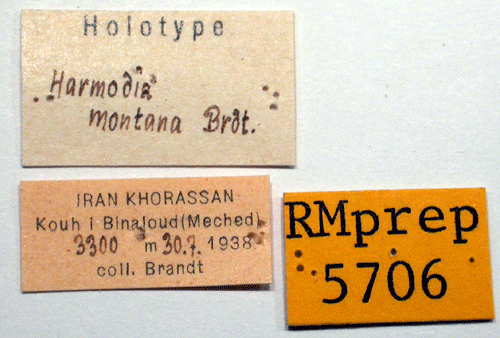 Holotype
Harmodia
montana Brdt.
IRAN KHORASSAN
Kouh i Binaloud (Meched)
3300 m 30.7. 1938
coll. Brandt
RMprep
5706